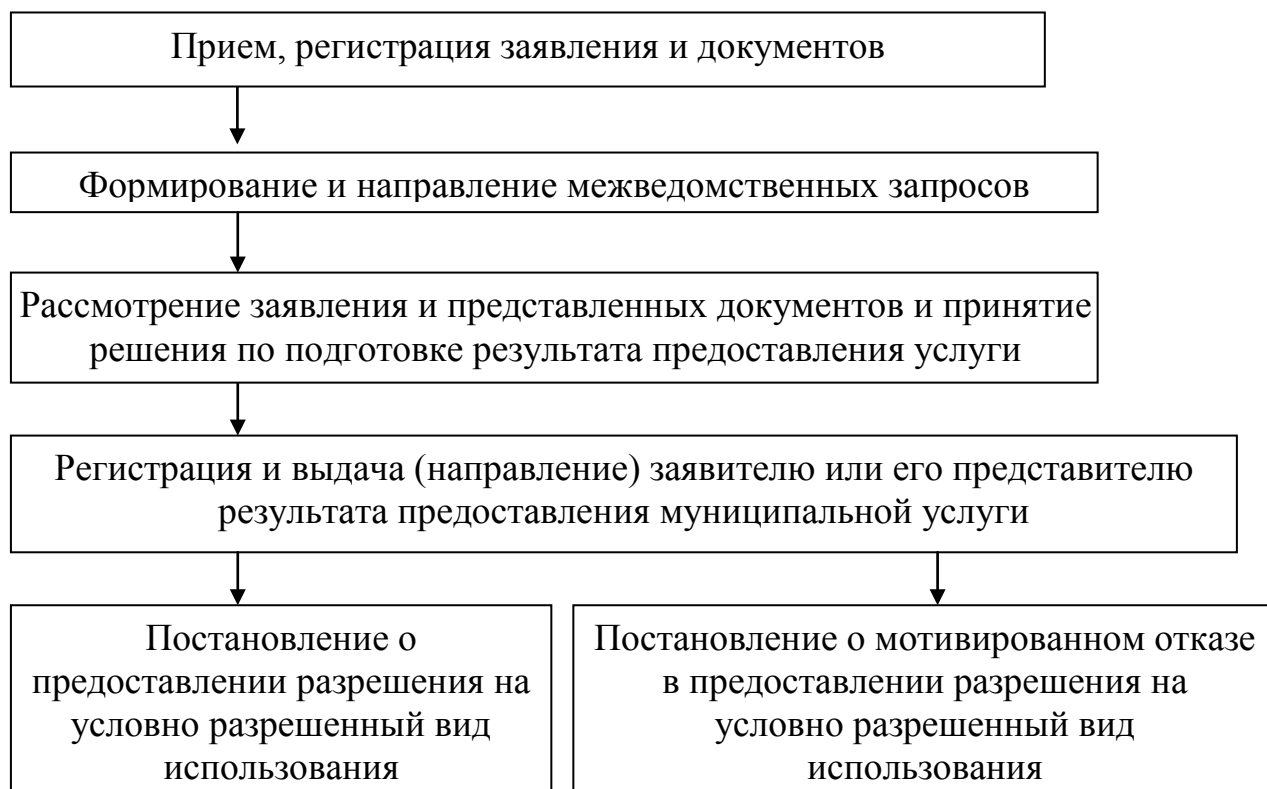 Прием, регистрация заявления и документов
Формирование и направление межведомственных запросов
Рассмотрение заявления и представленных документов и принятие
решения по подготовке результата предоставления услуги
Регистрация и выдача (направление) заявителю или его представителю
результата предоставления муниципальной услуги
Постановление о
предоставлении разрешения на
условно разрешенный вид
использования
Постановление о мотивированном отказе
в предоставлении разрешения на
условно разрешенный вид
использования